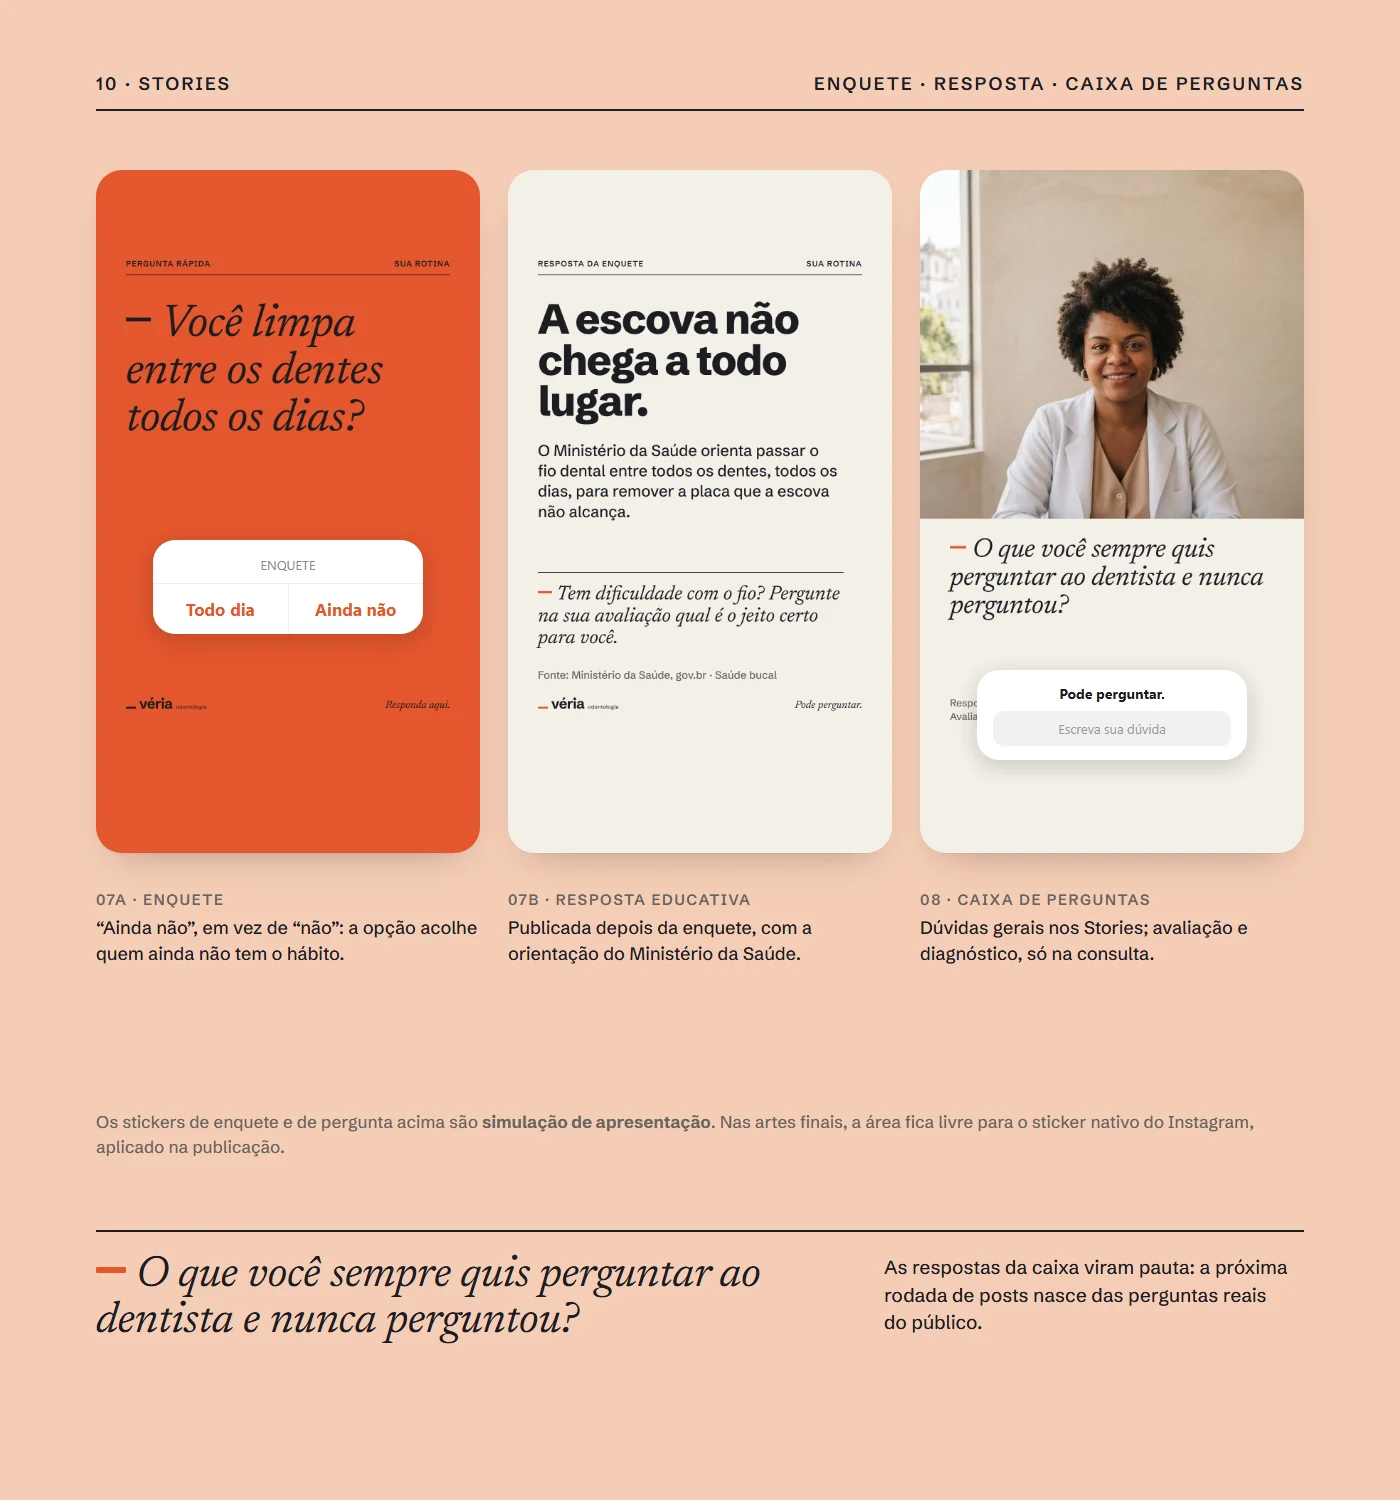 10 · STORIES
ENQUETE · RESPOSTA · CAIXA DE PERGUNTAS
PERGUNTA RÁPIDA
SUA ROTINA
– Você limpa
entre os dentes
todos os dias?
ENQUETE
Todo dia
Ainda não
véria odontologia
Responda aqui.
RESPOSTA DA ENQUETE
SUA ROTINA
A escova não
chega a todo
lugar.
O Ministério da Saúde orienta passar o
fio dental entre todos os dentes, todos os
dias, para remover a placa que a escova
não alcança.
– Tem dificuldade com o fio? Pergunte
na sua avaliação qual é o jeito certo
para você.
Fonte: Ministério da Saúde, gov.br · Saúde bucal
véria odontologia
Pode perguntar.
– O que você sempre quis
perguntar ao dentista e nunca
perguntou?
Pode perguntar.
Escreva sua dúvida
07A · ENQUETE
“Ainda não”, em vez de “não”: a opção acolhe
quem ainda não tem o hábito.
07B · RESPOSTA EDUCATIVA
Publicada depois da enquete, com a
orientação do Ministério da Saúde.
08 · CAIXA DE PERGUNTAS
Dúvidas gerais nos Stories; avaliação e
diagnóstico, só na consulta.
Os stickers de enquete e de pergunta acima são simulação de apresentação. Nas artes finais, a área fica livre para o sticker nativo do Instagram,
aplicado na publicação.
– O que você sempre quis perguntar ao
dentista e nunca perguntou?
As respostas da caixa viram pauta: a próxima
rodada de posts nasce das perguntas reais
do público.